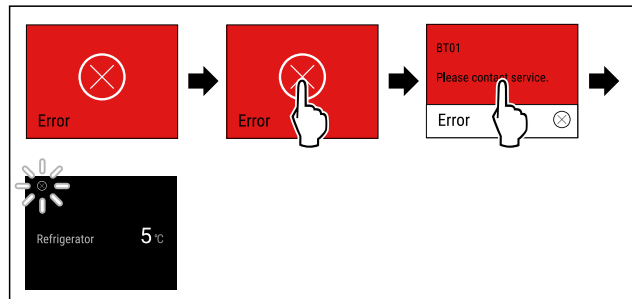 Error
Error
BT01
Please contact service.
Error
Refrigerator 5 °C